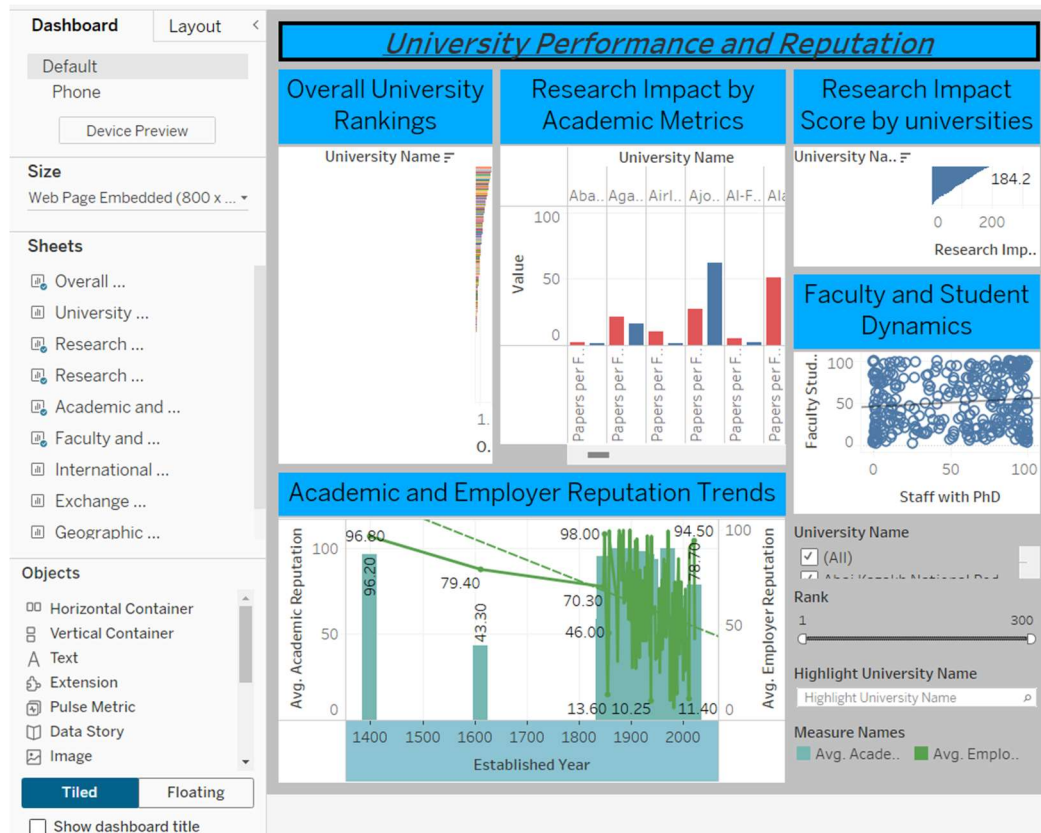 Dashboard
Layout
Default
Phone
Device Preview
Size
Web Page Embedded (800 x ...
Sheets
Overall ...
University ...
Research ...
Research ...
Academic and ...
Faculty and ...
International ...
Exchange ...
Geographic ...
Objects
Horizontal Container
Vertical Container
Text
Extension
Pulse Metric
Data Story
Image
Tiled
Floating
Show dashboard title
University Performance and Reputation
Overall University
Rankings
University Name
1.
0.
Research Impact by
Academic Metrics
University Name
Aba.. Aga.. Airl.. Ajo.. Al-F.. Ala
100
50
0
Value
Papers per F..
Papers per F..
Papers per F..
Papers per F..
Papers per F..
Papers per F..
Research Impact
Score by universities
University Na..
184.2
0 200
Research Imp..
Faculty and Student
Dynamics
Faculty Stud..
100
50
0
0 50 100
Staff with PhD
Academic and Employer Reputation Trends
Avg. Academic Reputation
100
50
0
96.80
96.20
79.40
43.30
98.00
70.30
46.00
13.60
10.25
94.50
78.70
11.40
100
50
0
Avg. Employer Reputation
1400 1500 1600 1700 1800 1900 2000
Established Year
University Name
(All)
Rank
1 300
Highlight University Name
Highlight University Name
Measure Names
Avg. Acade..
Avg. Emplo..